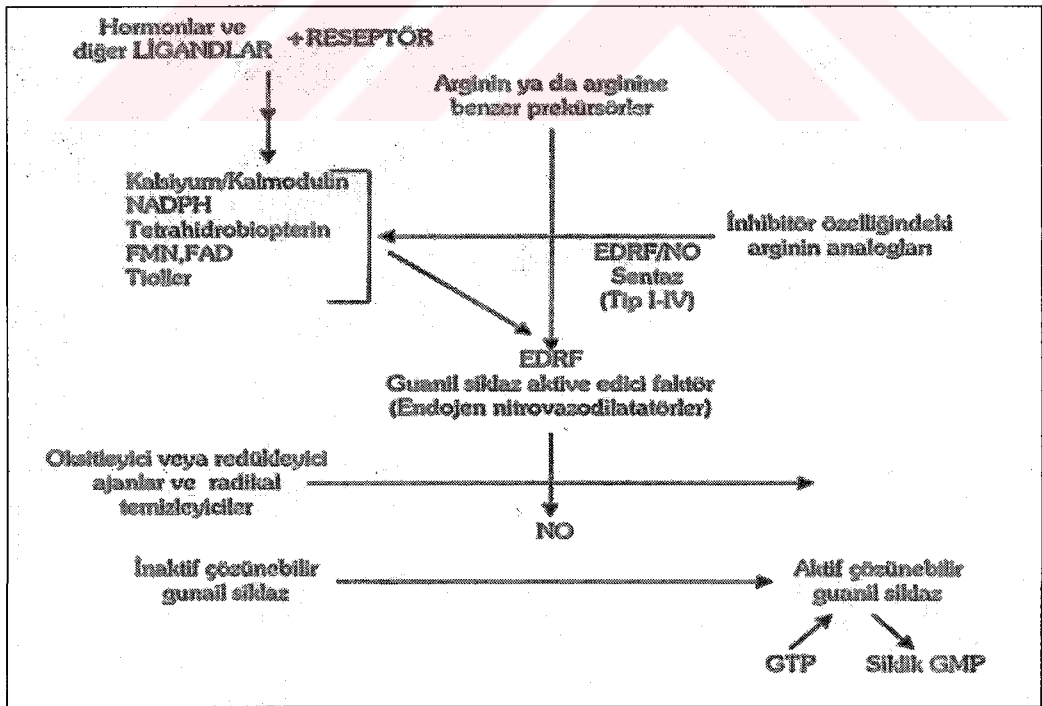 Hormonlar ve
diğer LİGANDLAR
+RESEPTÖR
Arginin ya da arginine
benzer prekürsörler
Kalsiyum/Kalmodulin
NADPH
Tetrahidrobiopterin
FMN,FAD
Tioller
EDRF/NO
Sentaz
(Tip I-IV)
İnhibitör özelliğindeki
arginin analogları
EDRF
Guanil siklaz aktive edici faktör
(Endojen nitrovazodilatatörler)
Oksitleyici veya redükleyici
ajanlar ve radikal
temizleyiciler
NO
İnaktif çözünebilir
gunail siklaz
Aktif çözünebilir
guanil siklaz
GTP
Siklik GMP